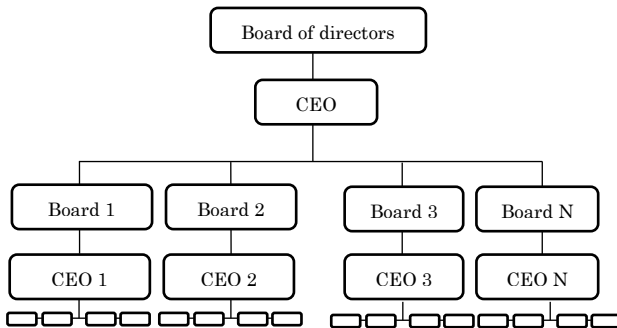 Board of directors
CEO
Board 1
Board 2
Board 3
Board N
CEO 1
CEO 2
CEO 3
CEO N